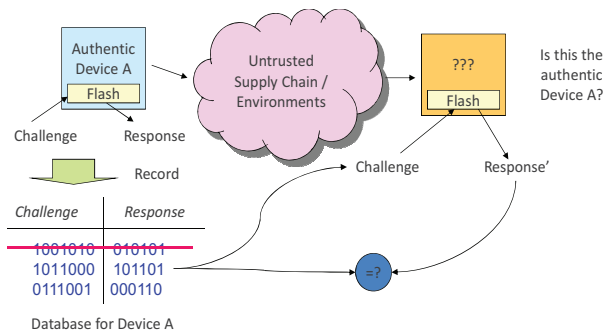 Authentic
Device A
Flash
Challenge
Response
Record
Untrusted
Supply Chain /
Environments
???
Flash
Is this the
authentic
Device A?
Challenge
Response’
Challenge Response
1001010 010101
1011000 101101
0111001 000110
=?
Database for Device A